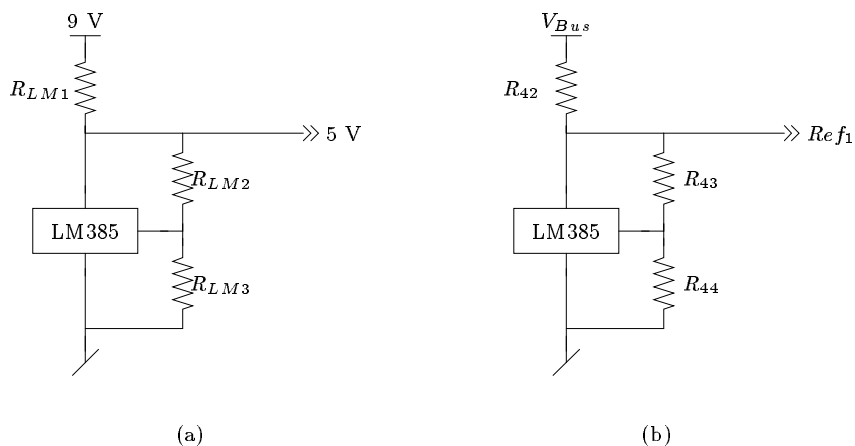 9 V
R_{LM1}
5 V
R_{LM2}
LM385
R_{LM3}
(a)
V_{Bus}
R_{42}
Ref_1
R_{43}
LM385
R_{44}
(b)